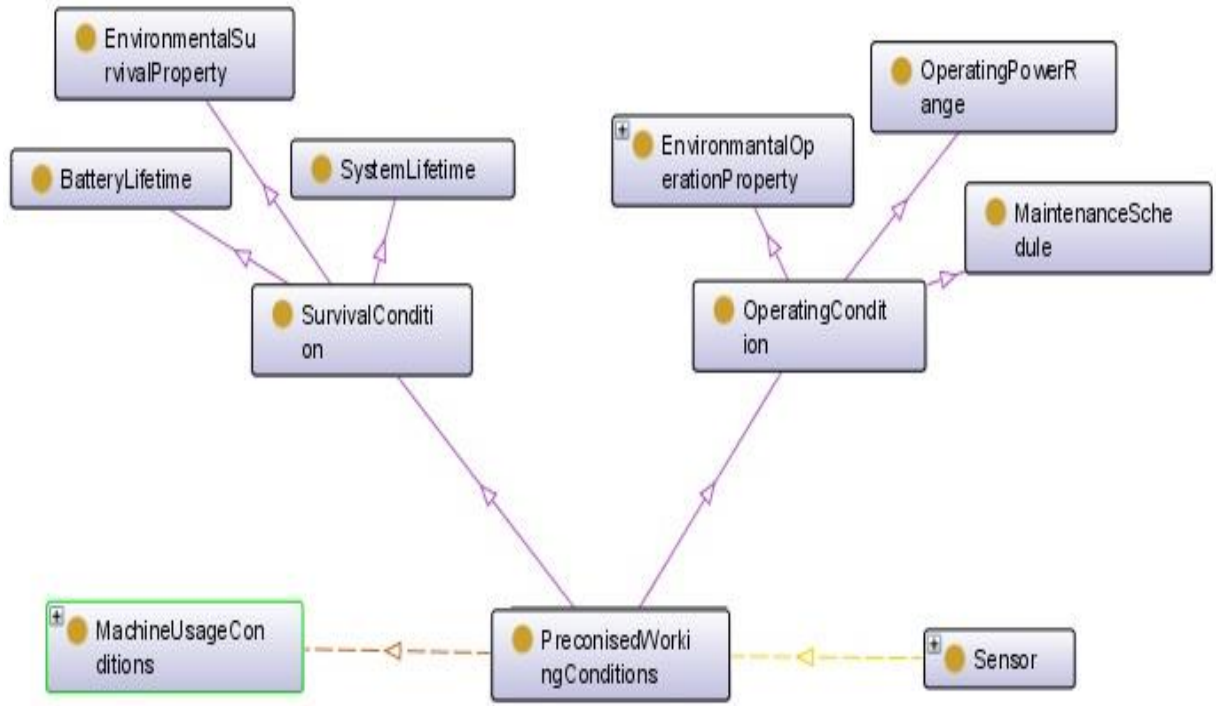 EnvironmentalSu
rvivalProperty
OperatingPowerR
ange
EnvironmantalOp
erationProperty
BatteryLifetime
SystemLifetime
MaintenanceSche
dule
SurvivalConditi
on
OperatingCondit
ion
MachineUsageCon
ditions
PreconisedWorki
ngConditions
Sensor